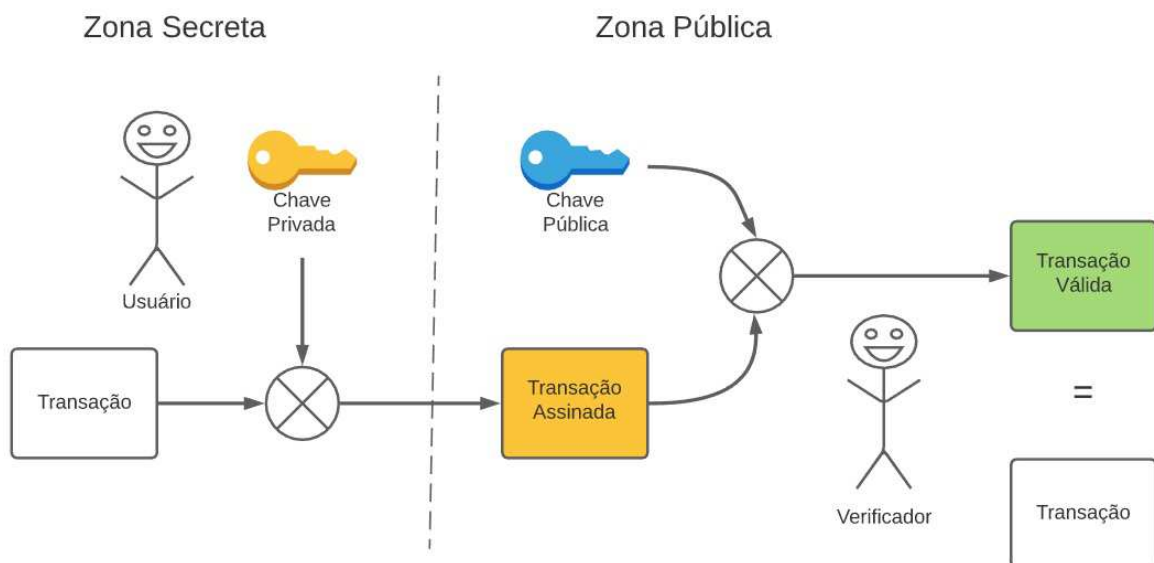 Zona Secreta
Zona Pública
Chave
Privada
Chave
Pública
Usuário
Transação
Válida
Transação
Transação
Assinada
=
Verificador
Transação